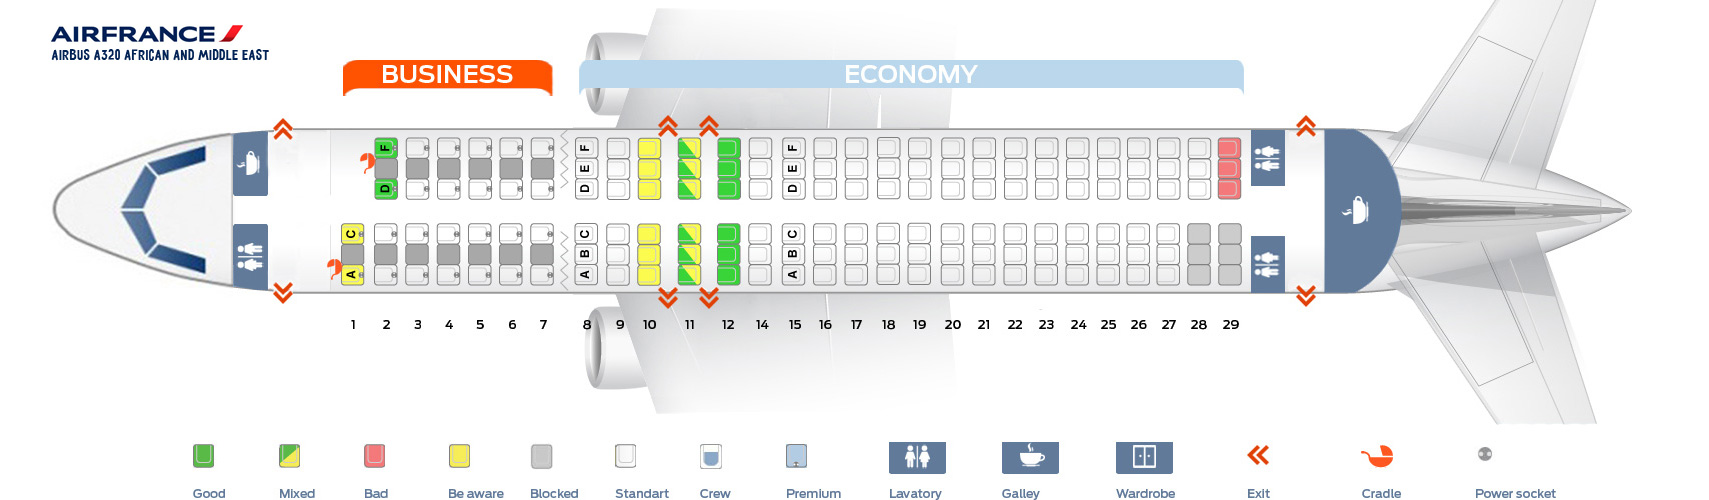 AIRFRANCE
AIRBUS A320 AFRICAN AND MIDDLE EAST
BUSINESS
ECONOMY
F F E D F E D
D
C C B A C B A
A
1 2 3 4 5 6 7 8 9 10 11 12 14 15 16 17 18 19 20 21 22 23 24 25 26 27 28 29
Good Mixed Bad Be aware Blocked Standart Crew Premium Lavatory Galley Wardrobe Exit Cradle Power socket